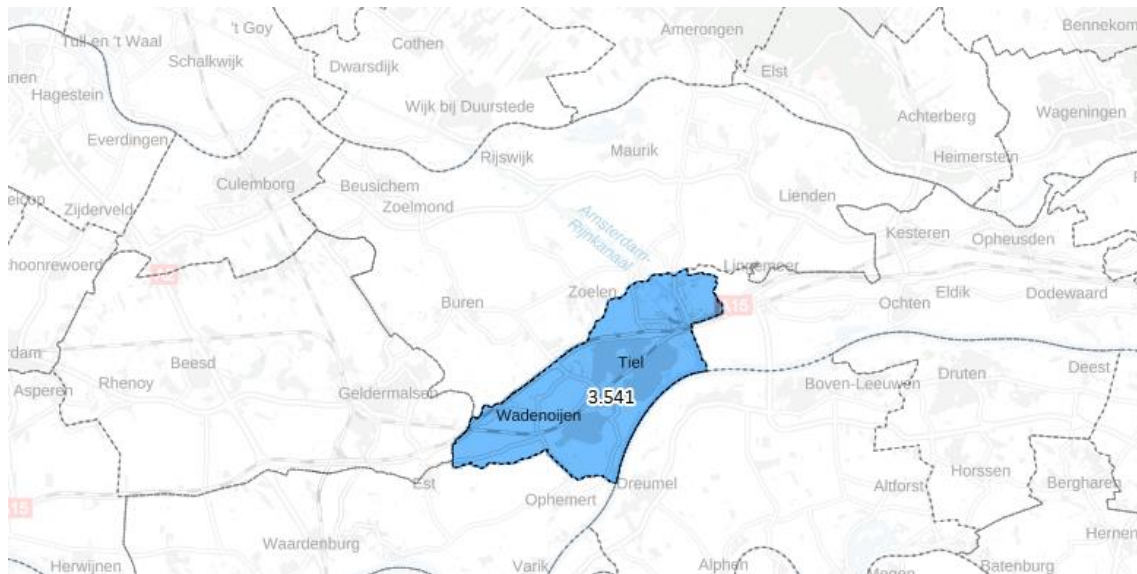 't Goy
Tull en 't Waal
Schalkwijk
Cothen
Amerongen
Bennekom
Dwarsdijk
Elst
Hagestein
Wijk bij Duurstede
Achterberg
Wageningen
Everdingen
Rijswijk
Maurik
Heimerstein
Culemborg
Beusichem
Lienden
Zijderveld
Zoelmond
Amsterdam-
Rijnkanaal
Kesteren
Opheusden
Schoonrewoerd
Lingemeer
Buren
Zoelen
A15
Ochten
Eldik
Dodewaard
Beesd
Tiel
Rhenoy
Asperen
Geldermalsen
Boven-Leeuwen
Druten
Deest
3.541
Wadenoijen
Est
Dreumel
Ophemert
Altforst
Horssen
Bergharen
Waardenburg
Hernen
Herwijnen
Varik
Alphen
Batenburg